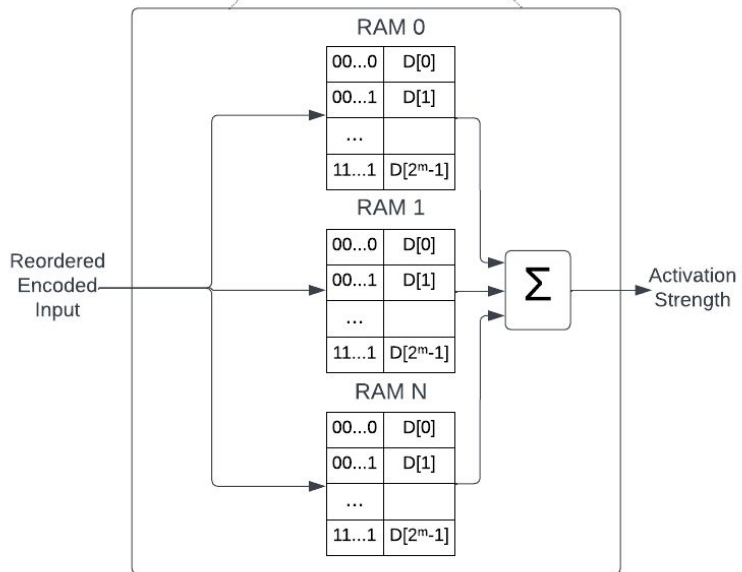 RAM 0
00...0 D[0]
00...1 D[1]
...
11...1 D[2ᵐ-1]
RAM 1
00...0 D[0]
00...1 D[1]
...
11...1 D[2ᵐ-1]
RAM N
00...0 D[0]
00...1 D[1]
...
11...1 D[2ᵐ-1]
Reordered
Encoded
Input
Σ
Activation
Strength